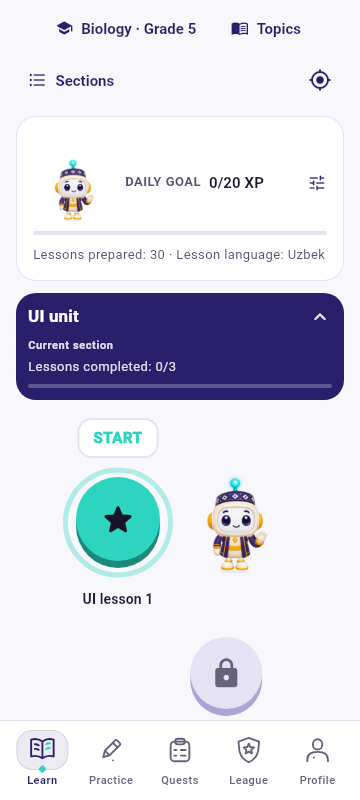 Biology · Grade 5
Topics
Sections
DAILY GOAL 0/20 XP
Lessons prepared: 30 · Lesson language: Uzbek
UI unit
Current section
Lessons completed: 0/3
START
UI lesson 1
Learn
Practice
Quests
League
Profile